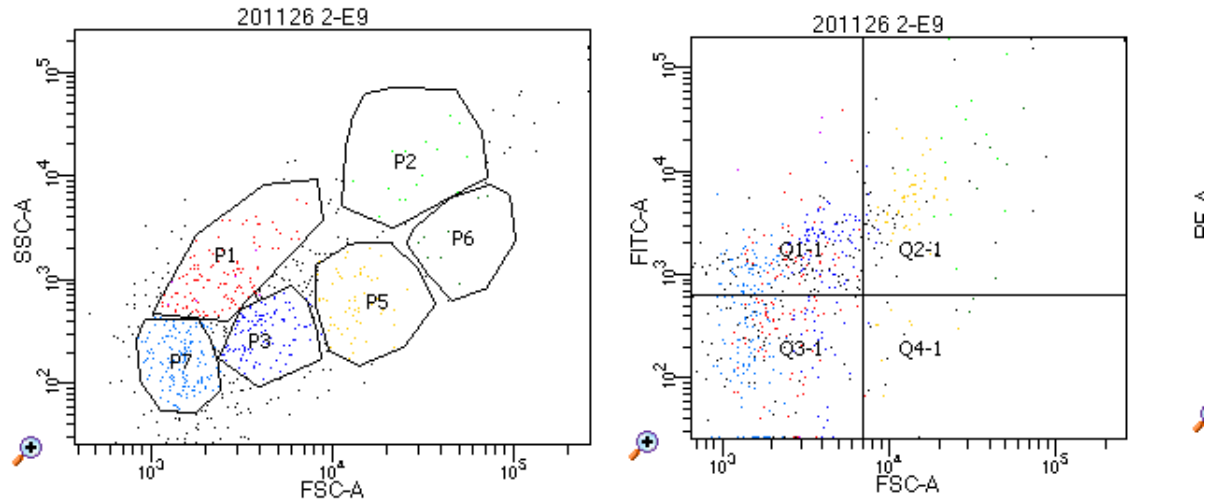 201126 2-E9
SSC-A
10^5
10^4
10^3
10^2
P2
P1
P6
P5
P3
P7
10^3
10^4
10^5
FSC-A
201126 2-E9
FITC-A
10^5
10^4
10^3
10^2
Q1-1
Q2-1
Q3-1
Q4-1
10^3
10^4
10^5
FSC-A